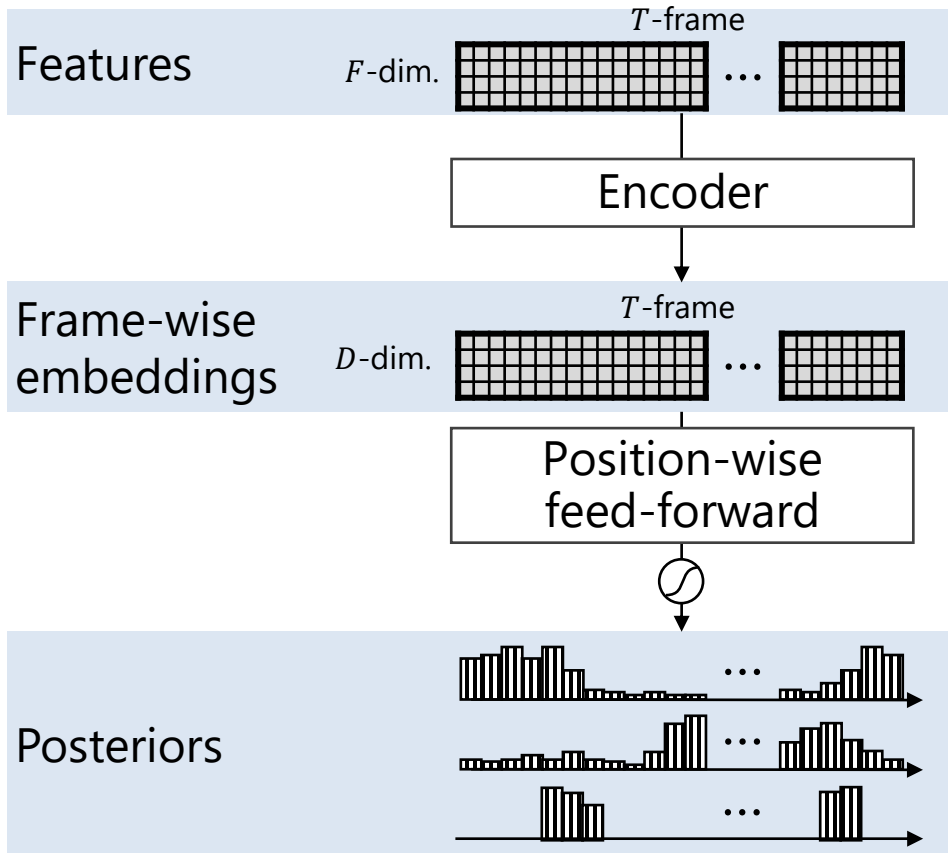 T-frame
Features
F-dim.
...
Encoder
T-frame
Frame-wise
embeddings
D-dim.
...
Position-wise
feed-forward
...
...
Posteriors
...